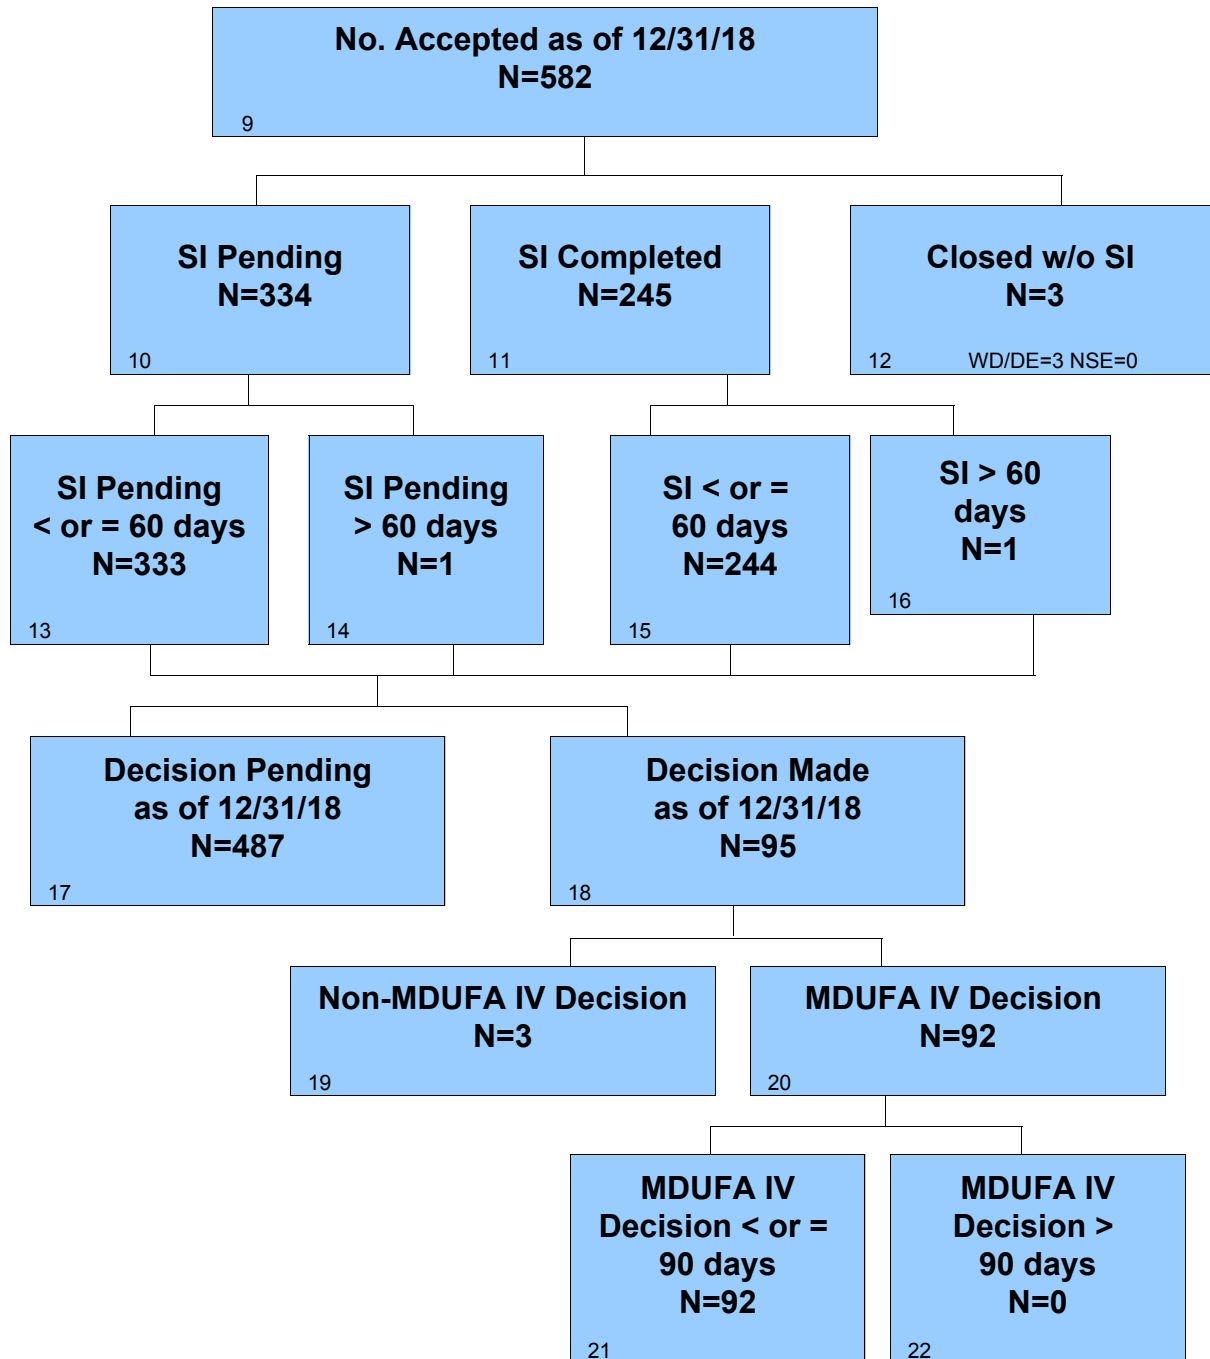 No. Accepted as of 12/31/18
N=582
9
SI Pending
N=334
10
SI Completed
N=245
11
Closed w/o SI
N=3
12
WD/DE=3 NSE=0
SI Pending
< or = 60 days
N=333
13
SI Pending
> 60 days
N=1
14
SI < or =
60 days
N=244
15
SI > 60
days
N=1
16
Decision Pending
as of 12/31/18
N=487
17
Decision Made
as of 12/31/18
N=95
18
Non-MDUFA IV Decision
N=3
19
MDUFA IV Decision
N=92
20
MDUFA IV
Decision < or =
90 days
N=92
21
MDUFA IV
Decision >
90 days
N=0
22